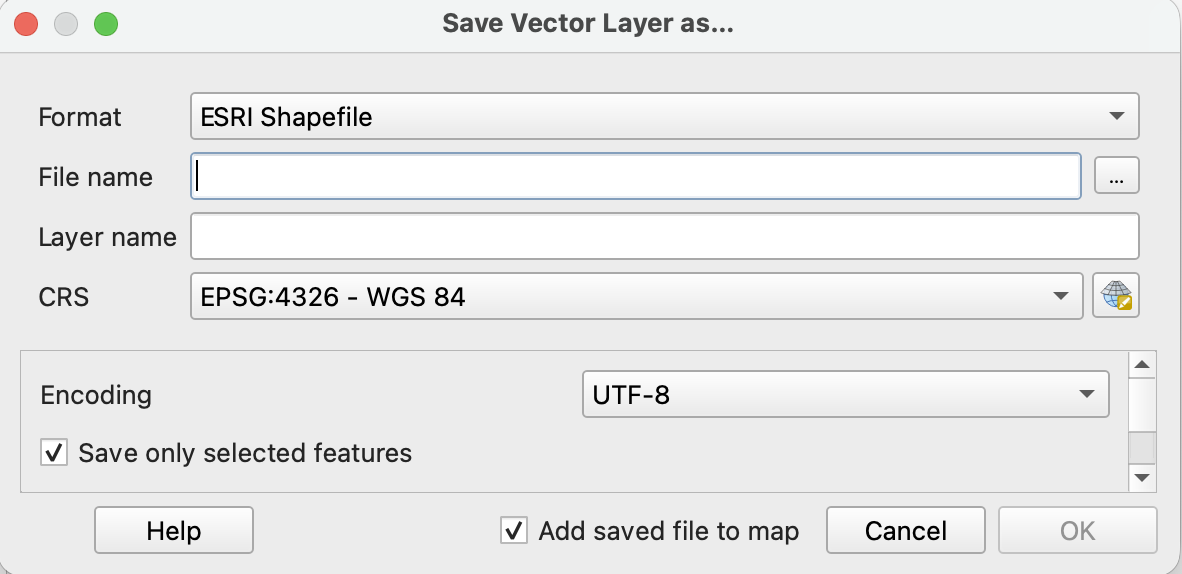 Save Vector Layer as...
Format ESRI Shapefile
File name ...
Layer name
CRS EPSG:4326 - WGS 84
Encoding UTF-8
Save only selected features
Help Add saved file to map Cancel OK